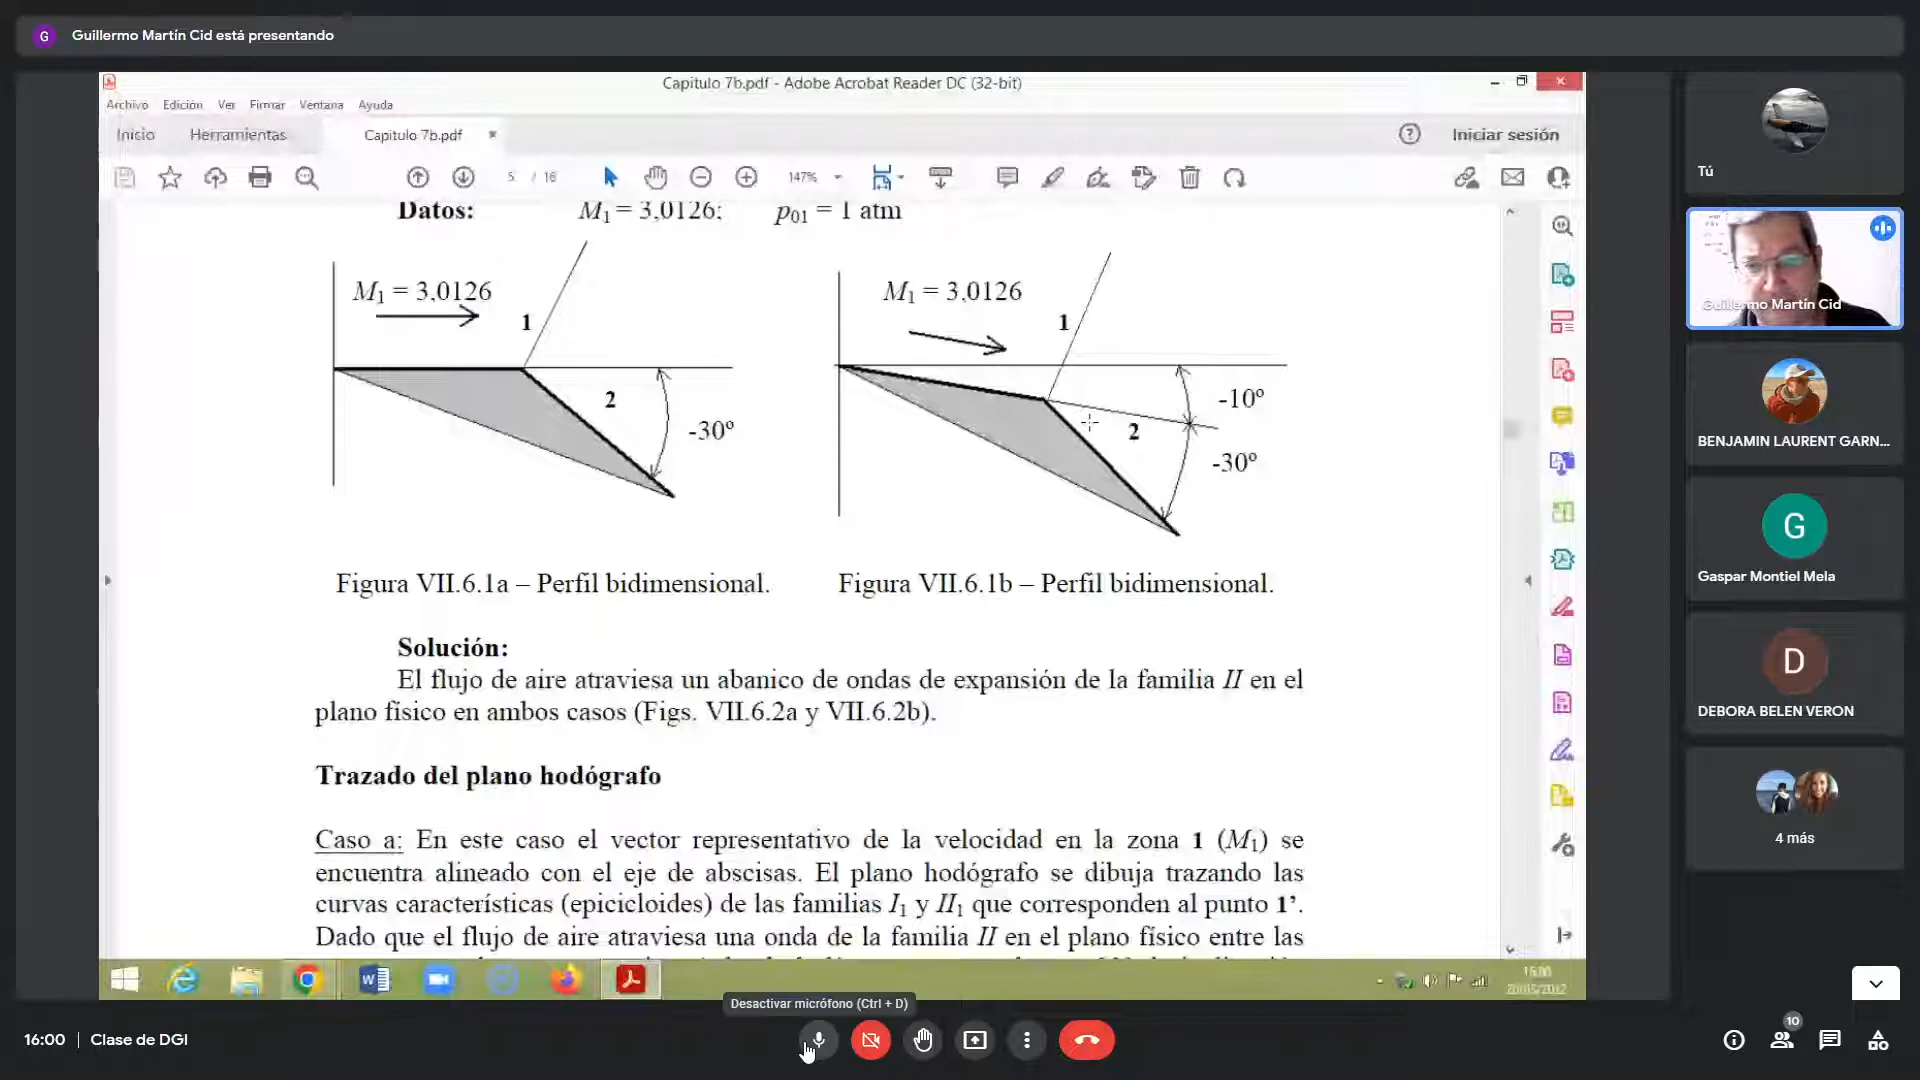 G Guillermo Martín Cid está presentando
Capitulo 7b.pdf - Adobe Acrobat Reader DC (32-bit)
Archivo Edición Ver Firmar Ventana Ayuda
Inicio Herramientas Capitulo 7b.pdf × Iniciar sesión
5 / 16 147%
Datos: M1 = 3,0126; p01 = 1 atm
M1 = 3,0126
1
2
-30º
M1 = 3,0126
1
-10º
2
-30º
Figura VII.6.1a – Perfil bidimensional. Figura VII.6.1b – Perfil bidimensional.
Solución:
El flujo de aire atraviesa un abanico de ondas de expansión de la familia II en el
plano físico en ambos casos (Figs. VII.6.2a y VII.6.2b).
Trazado del plano hodógrafo
Caso a: En este caso el vector representativo de la velocidad en la zona 1 (M1) se
encuentra alineado con el eje de abscisas. El plano hodógrafo se dibuja trazando las
curvas características (epicicloides) de las familias I1 y II1 que corresponden al punto 1’.
Dado que el flujo de aire atraviesa una onda de la familia II en el plano físico entre las
Tú
Guillermo Martín Cid
BENJAMIN LAURENT GARN...
G
Gaspar Montiel Mela
D
DEBORA BELEN VERON
4 más
Desactivar micrófono (Ctrl + D)
16:00 | Clase de DGI
10